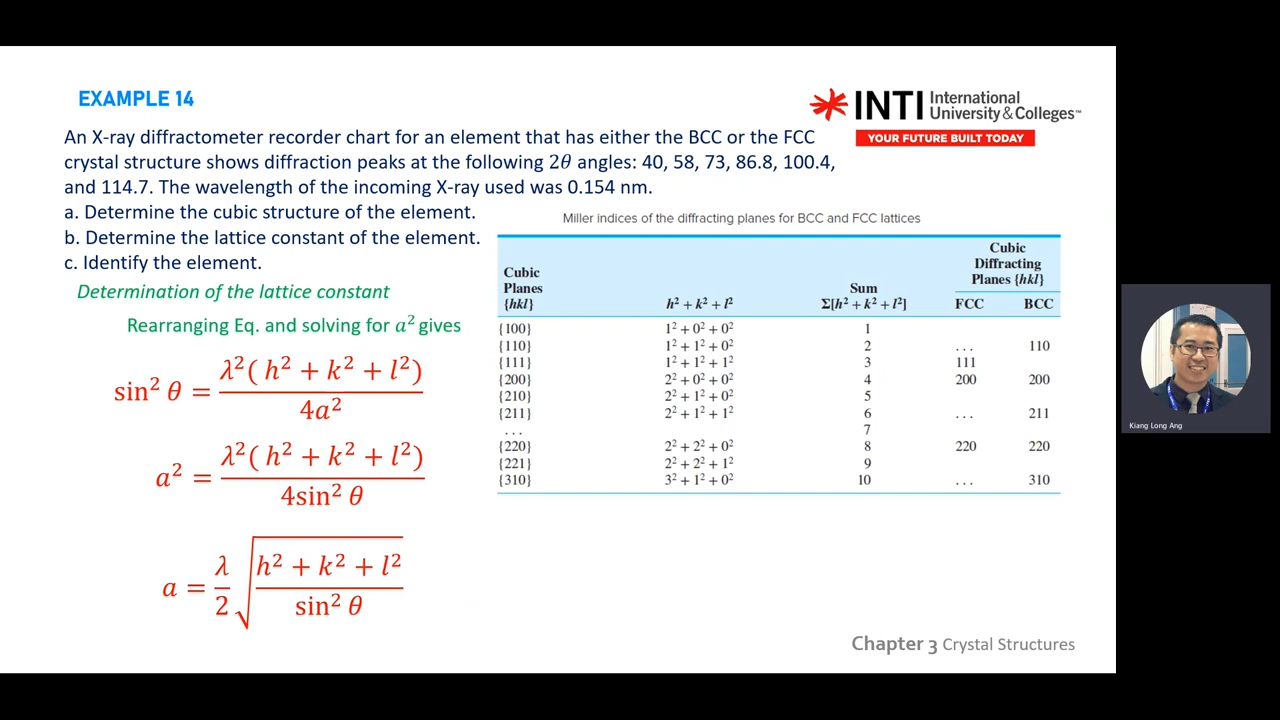 EXAMPLE 14
INTI International University & Colleges™
YOUR FUTURE BUILT TODAY
An X-ray diffractometer recorder chart for an element that has either the BCC or the FCC
crystal structure shows diffraction peaks at the following 2θ angles: 40, 58, 73, 86.8, 100.4,
and 114.7. The wavelength of the incoming X-ray used was 0.154 nm.
a. Determine the cubic structure of the element.
b. Determine the lattice constant of the element.
c. Identify the element.
Determination of the lattice constant
Rearranging Eq. and solving for a² gives
sin² θ = λ²( h² + k² + l²) / 4a²
a² = λ²( h² + k² + l²) / 4sin² θ
a = λ/2 √(h² + k² + l² / sin² θ)
Miller indices of the diffracting planes for BCC and FCC lattices
Cubic Planes {hkl} h² + k² + l² Sum Σ[h² + k² + l²] Cubic Diffracting Planes {hkl} FCC BCC
{100} 1² + 0² + 0² 1
{110} 1² + 1² + 0² 2 ... 110
{111} 1² + 1² + 1² 3 111
{200} 2² + 0² + 0² 4 200 200
{210} 2² + 1² + 0² 5
{211} 2² + 1² + 1² 6 ... 211
... 7
{220} 2² + 2² + 0² 8 220 220
{221} 2² + 2² + 1² 9
{310} 3² + 1² + 0² 10 ... 310
Kiang Long Ang
Chapter 3 Crystal Structures